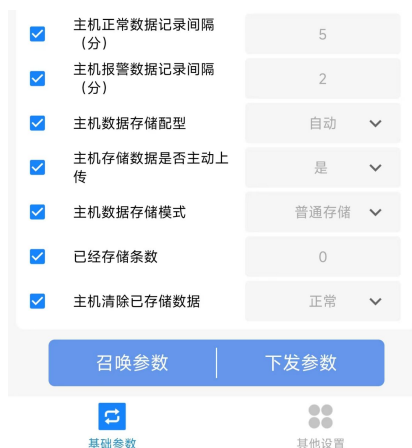 主机正常数据记录间隔
（分）
5
主机报警数据记录间隔
（分）
2
主机数据存储配型
自动
主机存储数据是否主动上
传
是
主机数据存储模式
普通存储
已经存储条数
0
主机清除已存储数据
正常
召唤参数
下发参数
基础参数
其他设置